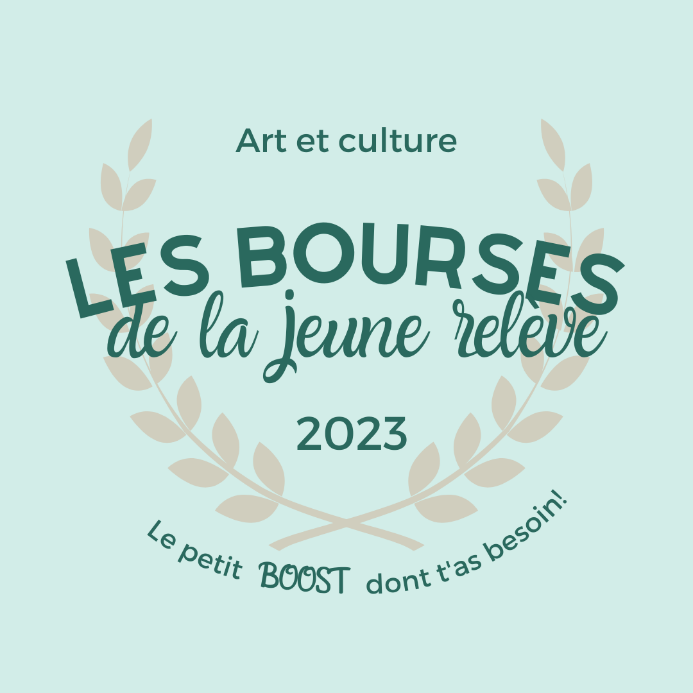 Art et culture
LES BOURSES
de la jeune relève
2023
Le petit BOOST dont t'as besoin!